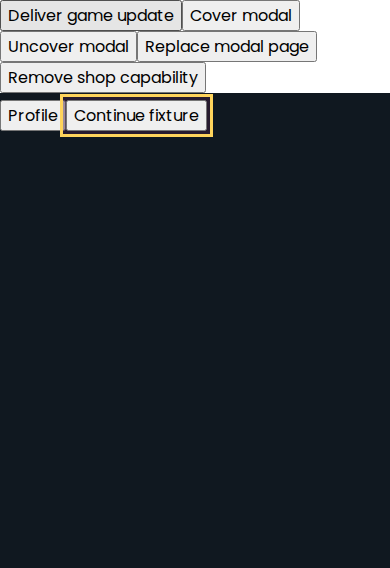 Deliver game update Cover modal
Uncover modal Replace modal page
Remove shop capability
Profile Continue fixture